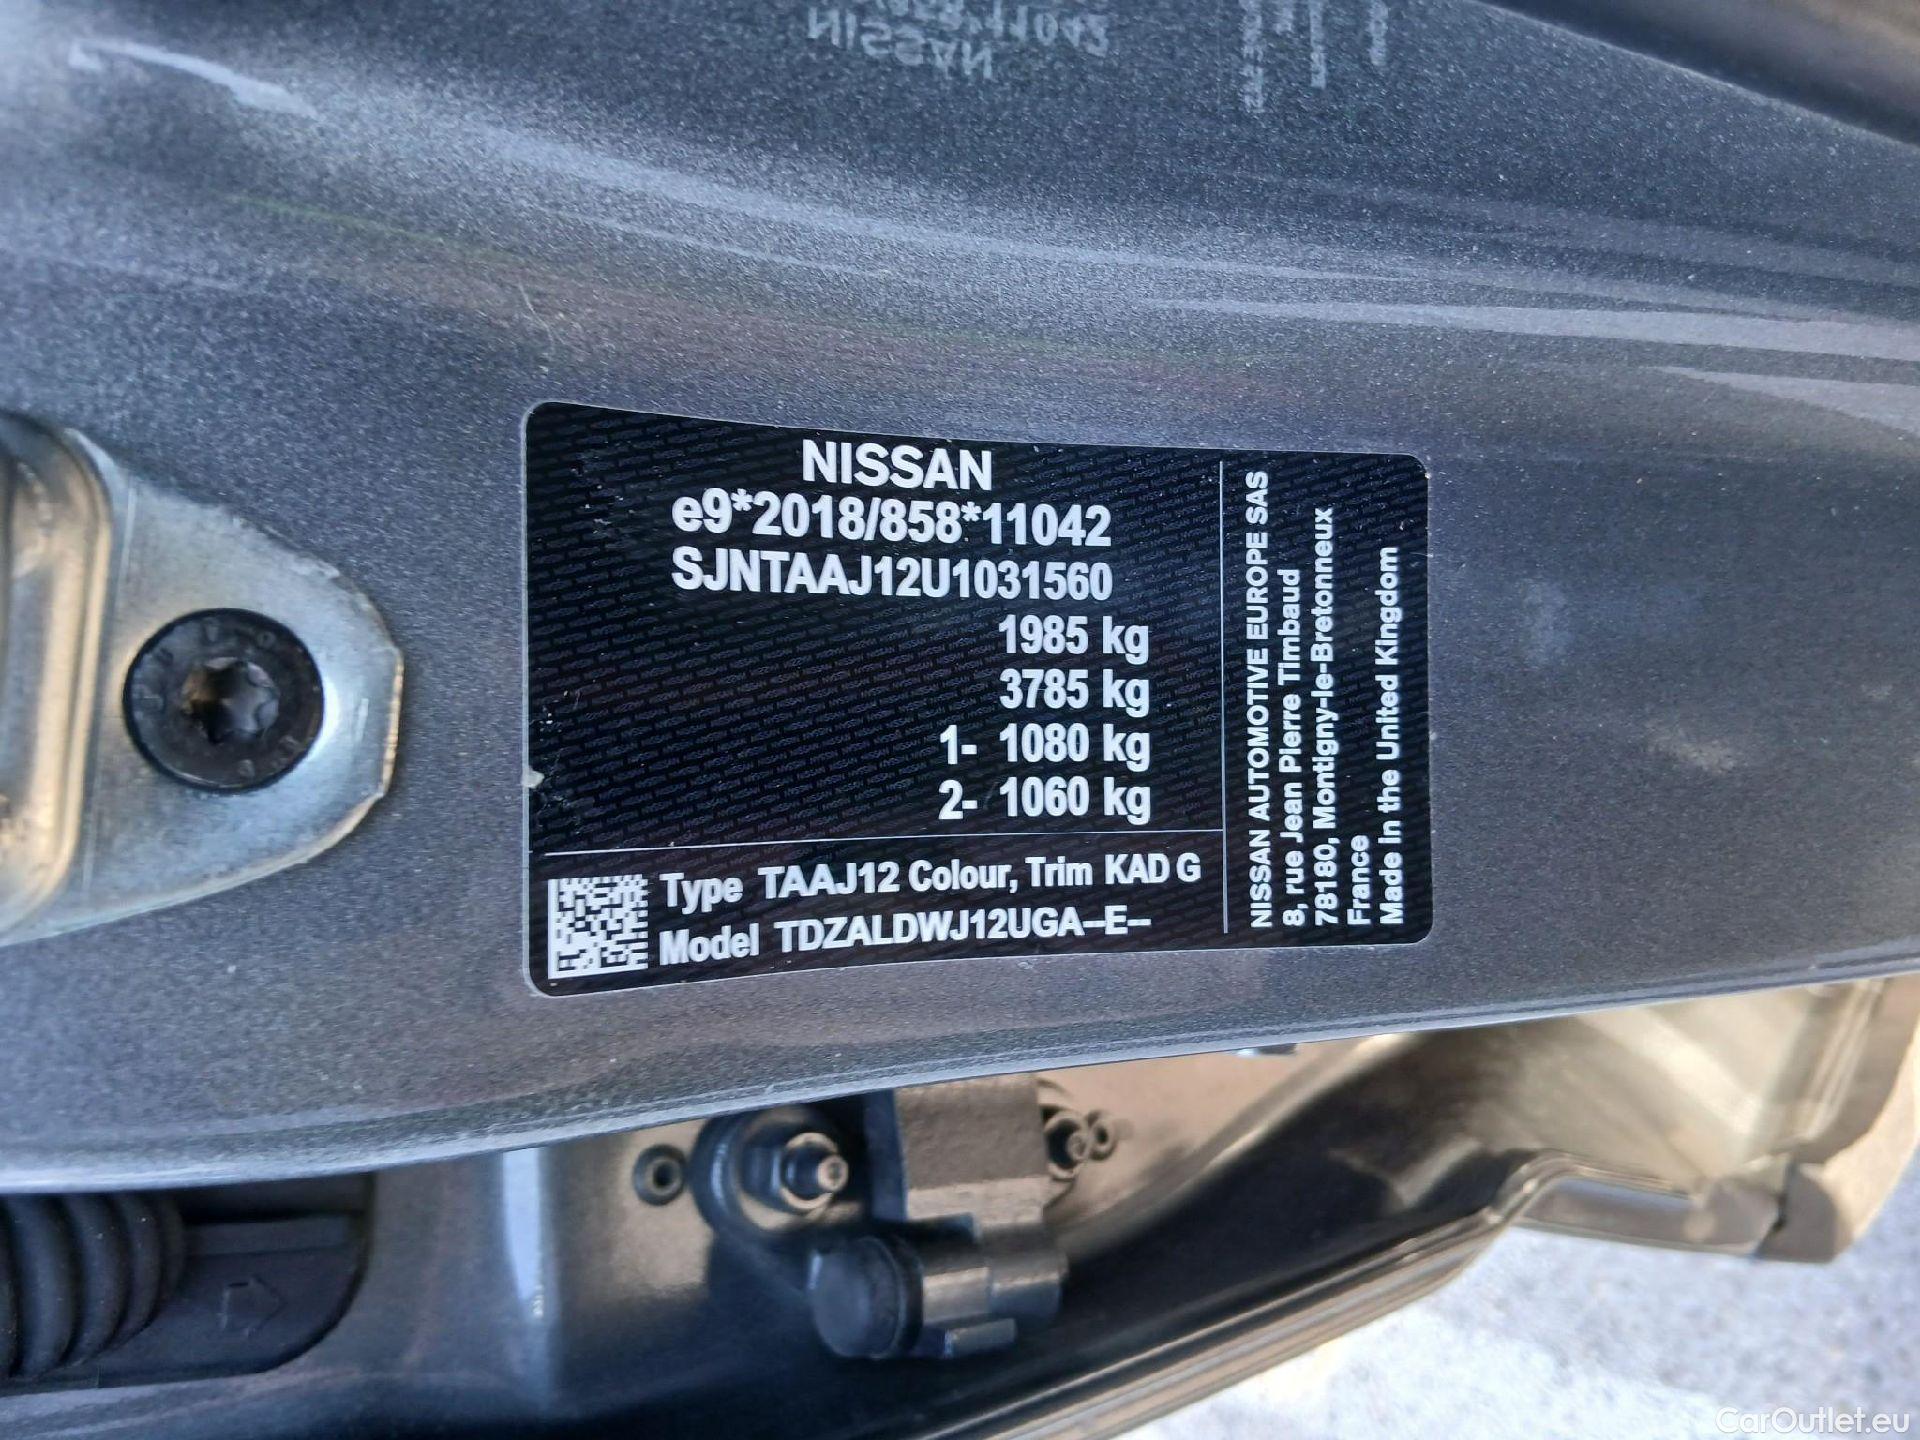 NISSAN
e9*2018/858*11042
SJNTAAJ12U1031560
1985 kg
3785 kg
1- 1080 kg
2- 1060 kg
Type TAAJ12 Colour, Trim KAD G
Model TDZALDWJ12UGA--E--
NISSAN AUTOMOTIVE EUROPE SAS
8, rue Jean Pierre Timbaud
78180, Montigny-le-Bretonneux
France
Made in the United Kingdom
CarOutlet.eu